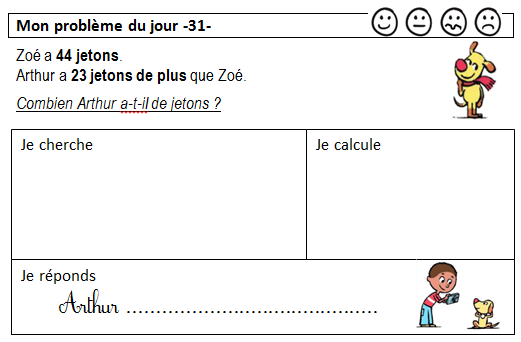 Mon problème du jour -31-
Zoé a 44 jetons.
Arthur a 23 jetons de plus que Zoé.
Combien Arthur a-t-il de jetons ?
Je cherche
Je calcule
Je réponds
Arthur ..........................................